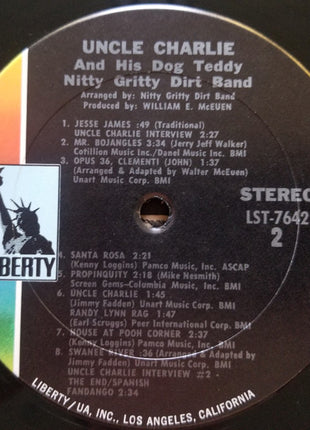 UNCLE CHARLIE
And His Dog Teddy
Nitty Gritty Dirt Band
Arranged by: Nitty Gritty Dirt Band
Produced by: WILLIAM E. McEUEN
1. JESSE JAMES :49 (Traditional)
UNCLE CHARLIE INTERVIEW 2:27
2. MR. BOJANGLES 3:34 (Jerry Jeff Walker)
Cotillion Music Inc./Danel Music Inc. BMI
3. OPUS 36, CLEMENTI (JOHN) 1:37
(Arranged & Adapted by Walter McEuen)
Unart Music Corp. BMI
STEREO
LST-7642
2
LIBERTY
4. SANTA ROSA 2:21
(Kenny Loggins) Pamco Music, Inc. ASCAP
5. PROPINQUITY 2:18 (Mike Nesmith)
Screen Gems-Columbia Music, Inc. BMI
6. UNCLE CHARLIE 1:45
(Jimmy Fadden) Unart Music Corp. BMI
RANDY LYNN RAG 1:47
(Earl Scruggs) Peer International Corp. BMI
7. HOUSE AT POOH CORNER 2:37
(Kenny Loggins) Pamco Music, Inc. BMI
8. SWANEE RIVER :36 (Arranged & Adapted by
Jimmy Fadden) Unart Music Corp. BMI
UNCLE CHARLIE INTERVIEW #2 -
THE END/SPANISH
FANDANGO 2:34
LIBERTY/UA, INC., LOS ANGELES, CALIFORNIA